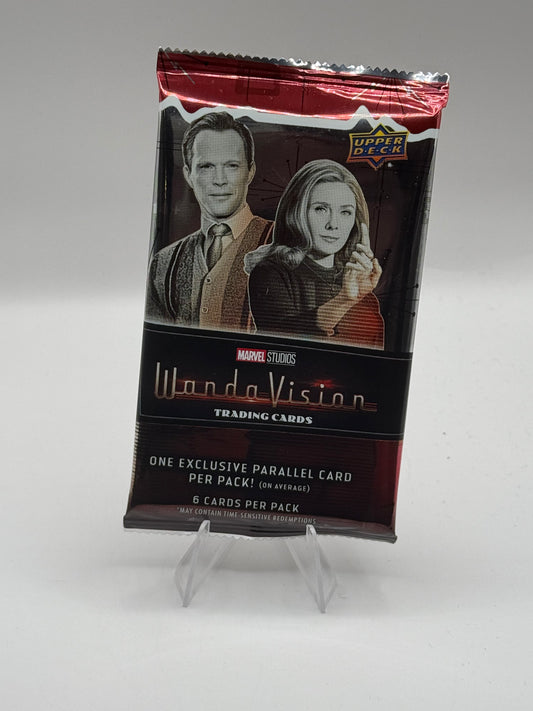 UPPER
D·E·C·K
MARVEL STUDIOS
WandaVision
TRADING CARDS
ONE EXCLUSIVE PARALLEL CARD
PER PACK! (ON AVERAGE)
6 CARDS PER PACK
*MAY CONTAIN TIME-SENSITIVE REDEMPTIONS